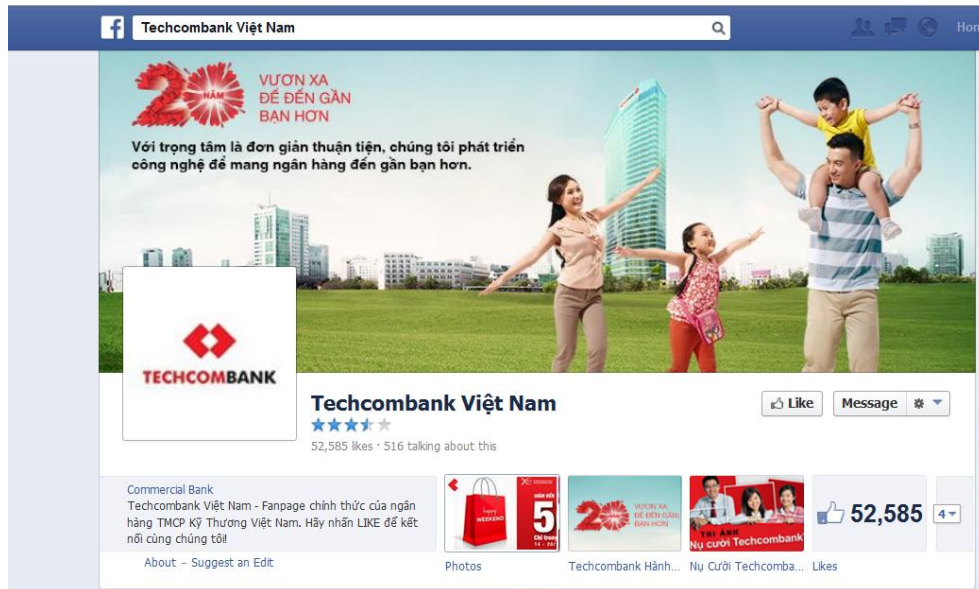 Techcombank Việt Nam
Hom
20 NĂM
VƯƠN XA
ĐỂ ĐẾN GẦN
BẠN HƠN
Với trọng tâm là đơn giản thuận tiện, chúng tôi phát triển
công nghệ để mang ngân hàng đến gần bạn hơn.
TECHCOMBANK
Techcombank Việt Nam
52,585 likes · 516 talking about this
Like
Message
Commercial Bank
Techcombank Việt Nam - Fanpage chính thức của ngân
hàng TMCP Kỹ Thương Việt Nam. Hãy nhấn LIKE để kết
nối cùng chúng tôi!
About - Suggest an Edit
happy
WEEKEND
5
20
VƯƠN XA
ĐỂ ĐẾN GẦN
BẠN HƠN
THI ẢNH
Nụ cười Techcombank
52,585
4
Photos
Techcombank Hành...
Nụ Cười Techcomba...
Likes